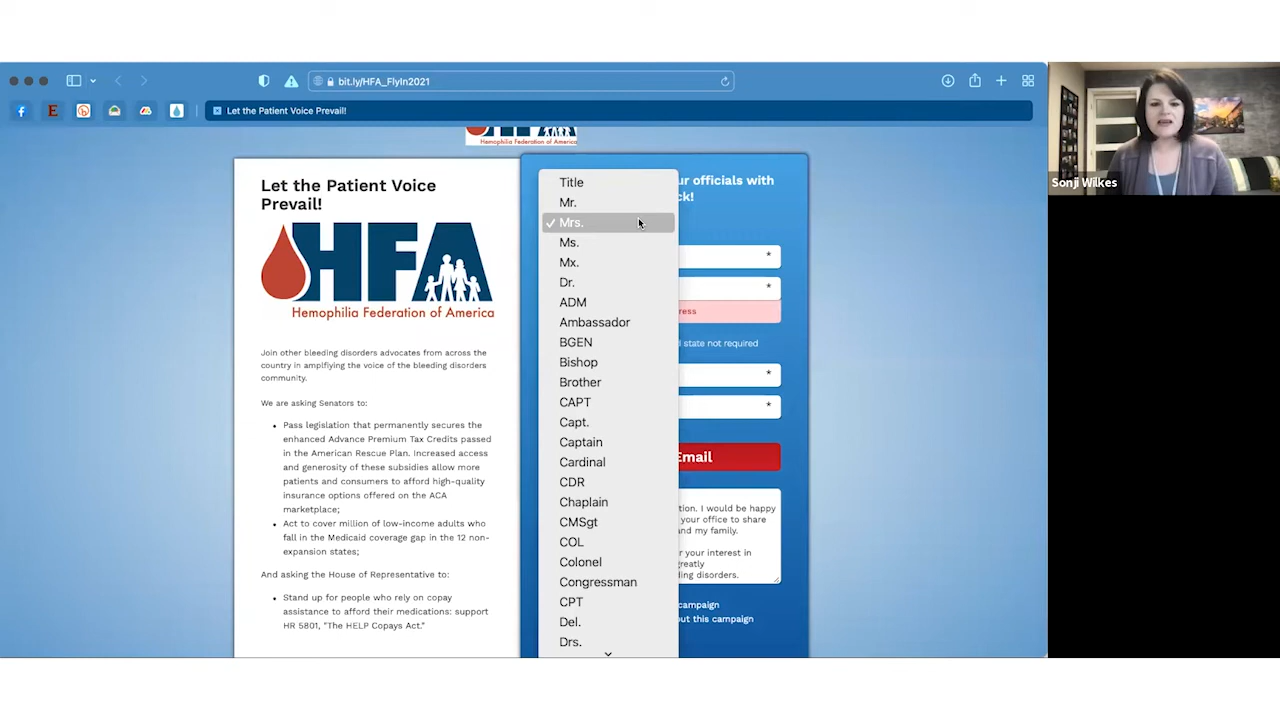 bit.ly/HFA_FlyIn2021
Let the Patient Voice Prevail!
Hemophilia Federation of America
Let the Patient Voice
Prevail!
HFA
Hemophilia Federation of America
Join other bleeding disorders advocates from across the
country in amplfiying the voice of the bleeding disorders
community.
We are asking Senators to:
Pass legislation that permanently secures the
enhanced Advance Premium Tax Credits passed
in the American Rescue Plan. Increased access
and generosity of these subsidies allow more
patients and consumers to afford high-quality
insurance options offered on the ACA
marketplace;
Act to cover million of low-income adults who
fall in the Medicaid coverage gap in the 12 non-
expansion states;
And asking the House of Representative to:
Stand up for people who rely on copay
assistance to afford their medications: support
HR 5801, "The HELP Copays Act."
Title
Mr.
✓ Mrs.
Ms.
Mx.
Dr.
ADM
Ambassador
BGEN
Bishop
Brother
CAPT
Capt.
Captain
Cardinal
CDR
Chaplain
CMSgt
COL
Colonel
Congressman
CPT
Del.
Drs.
ur officials with
ck!
*
*
ress
state not required
*
*
Email
tion. I would be happy
your office to share
and my family.
r your interest in
greatly
ding disorders.
campaign
out this campaign
Sonji Wilkes